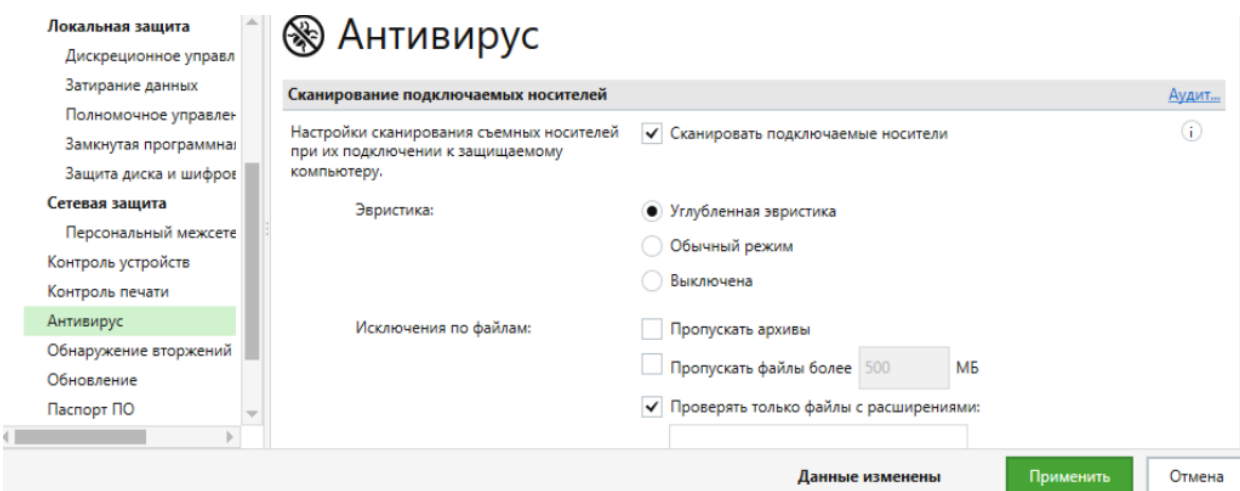 Локальная защита
Дискреционное управл
Затирание данных
Полномочное управлен
Замкнутая программна
Защита диска и шифров
Сетевая защита
Персональный межсете
Контроль устройств
Контроль печати
Антивирус
Обнаружение вторжений
Обновление
Паспорт ПО
Антивирус
Сканирование подключаемых носителей
Аудит...
Настройки сканирования съемных носителей
при их подключении к защищаемому
компьютеру.
Сканировать подключаемые носители
Эвристика:
Углубленная эвристика
Обычный режим
Выключена
Исключения по файлам:
Пропускать архивы
Пропускать файлы более 500 МБ
Проверять только файлы с расширениями:
Данные изменены
Применить
Отмена